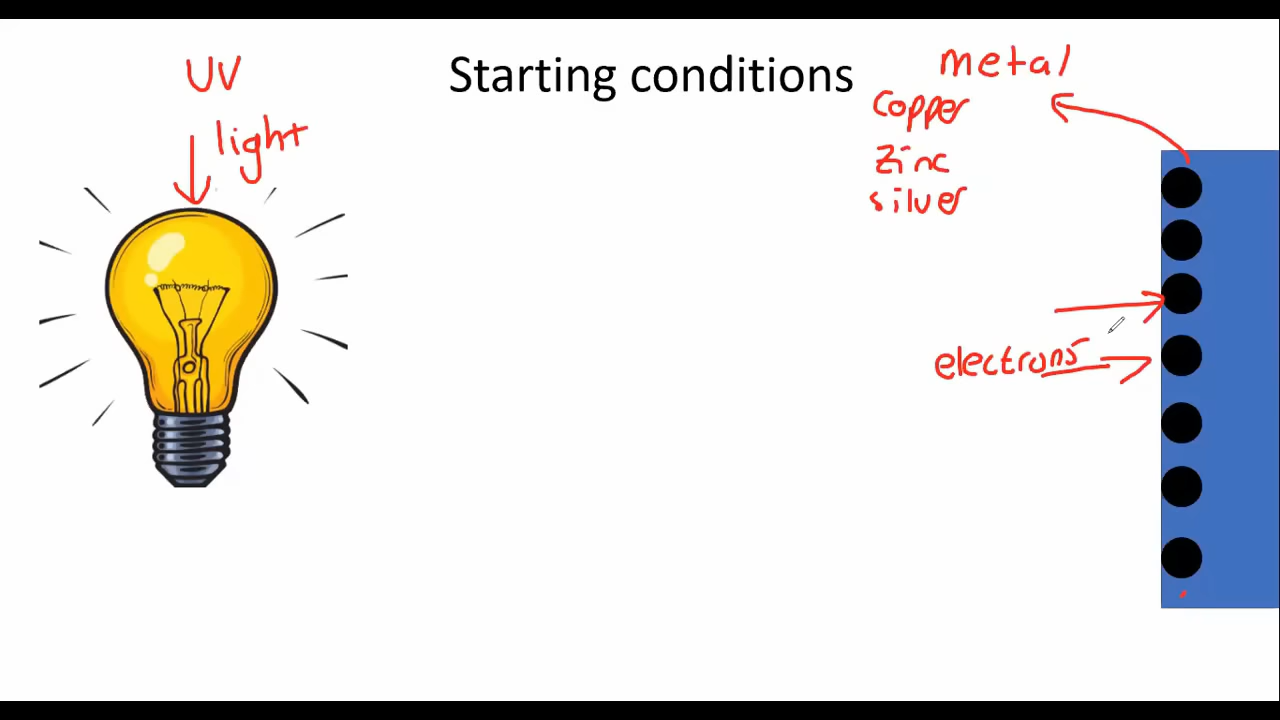 Starting conditions
UV
light
metal
copper
zinc
silver
electrons